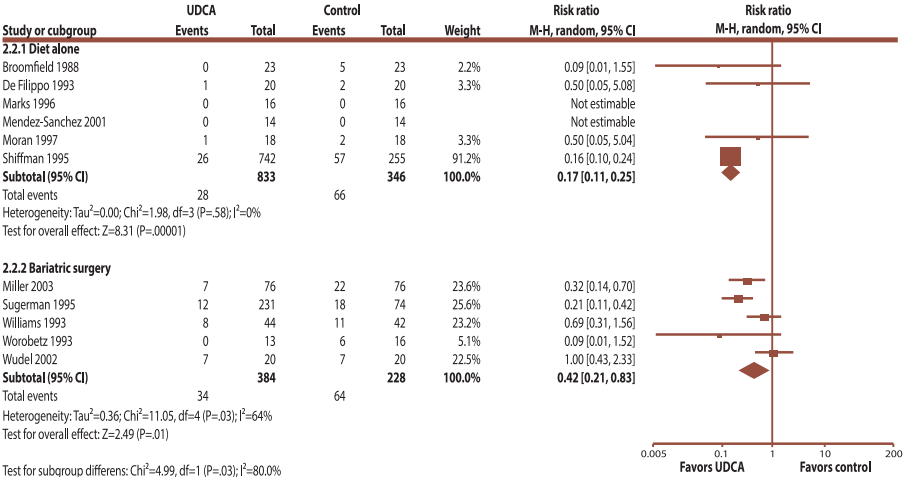 UDCA Control Risk ratio Risk ratio
Study or subgroup Events Total Events Total Weight M-H, random, 95% CI M-H, random, 95% CI
2.2.1 Diet alone
Broomfield 1988 0 23 5 23 2.2% 0.09 [0.01, 1.55]
De Filippo 1993 1 20 2 20 3.3% 0.50 [0.05, 5.08]
Marks 1996 0 16 0 16 Not estimable
Mendez-Sanchez 2001 0 14 0 14 Not estimable
Moran 1997 1 18 2 18 3.3% 0.50 [0.05, 5.04]
Shiffman 1995 26 742 57 255 91.2% 0.16 [0.10, 0.24]
Subtotal (95% CI) 833 346 100.0% 0.17 [0.11, 0.25]
Total events 28 66
Heterogeneity: Tau²=0.00; Chi²=1.98, df=3 (P=.58); I²=0%
Test for overall effect: Z=8.31 (P=.00001)
2.2.2 Bariatric surgery
Miller 2003 7 76 22 76 23.6% 0.32 [0.14, 0.70]
Sugerman 1995 12 231 18 74 25.6% 0.21 [0.11, 0.42]
Williams 1993 8 44 11 42 23.2% 0.69 [0.31, 1.56]
Worobetz 1993 0 13 6 16 5.1% 0.09 [0.01, 1.52]
Wudel 2002 7 20 7 20 22.5% 1.00 [0.43, 2.33]
Subtotal (95% CI) 384 228 100.0% 0.42 [0.21, 0.83]
Total events 34 64
Heterogeneity: Tau²=0.36; Chi²=11.05, df=4 (P=.03); I²=64%
Test for overall effect: Z=2.49 (P=.01)
0.005 0.1 1 10 200
Favors UDCA Favors control
Test for subgroup differens: Chi²=4.99, df=1 (P=.03); I²=80.0%